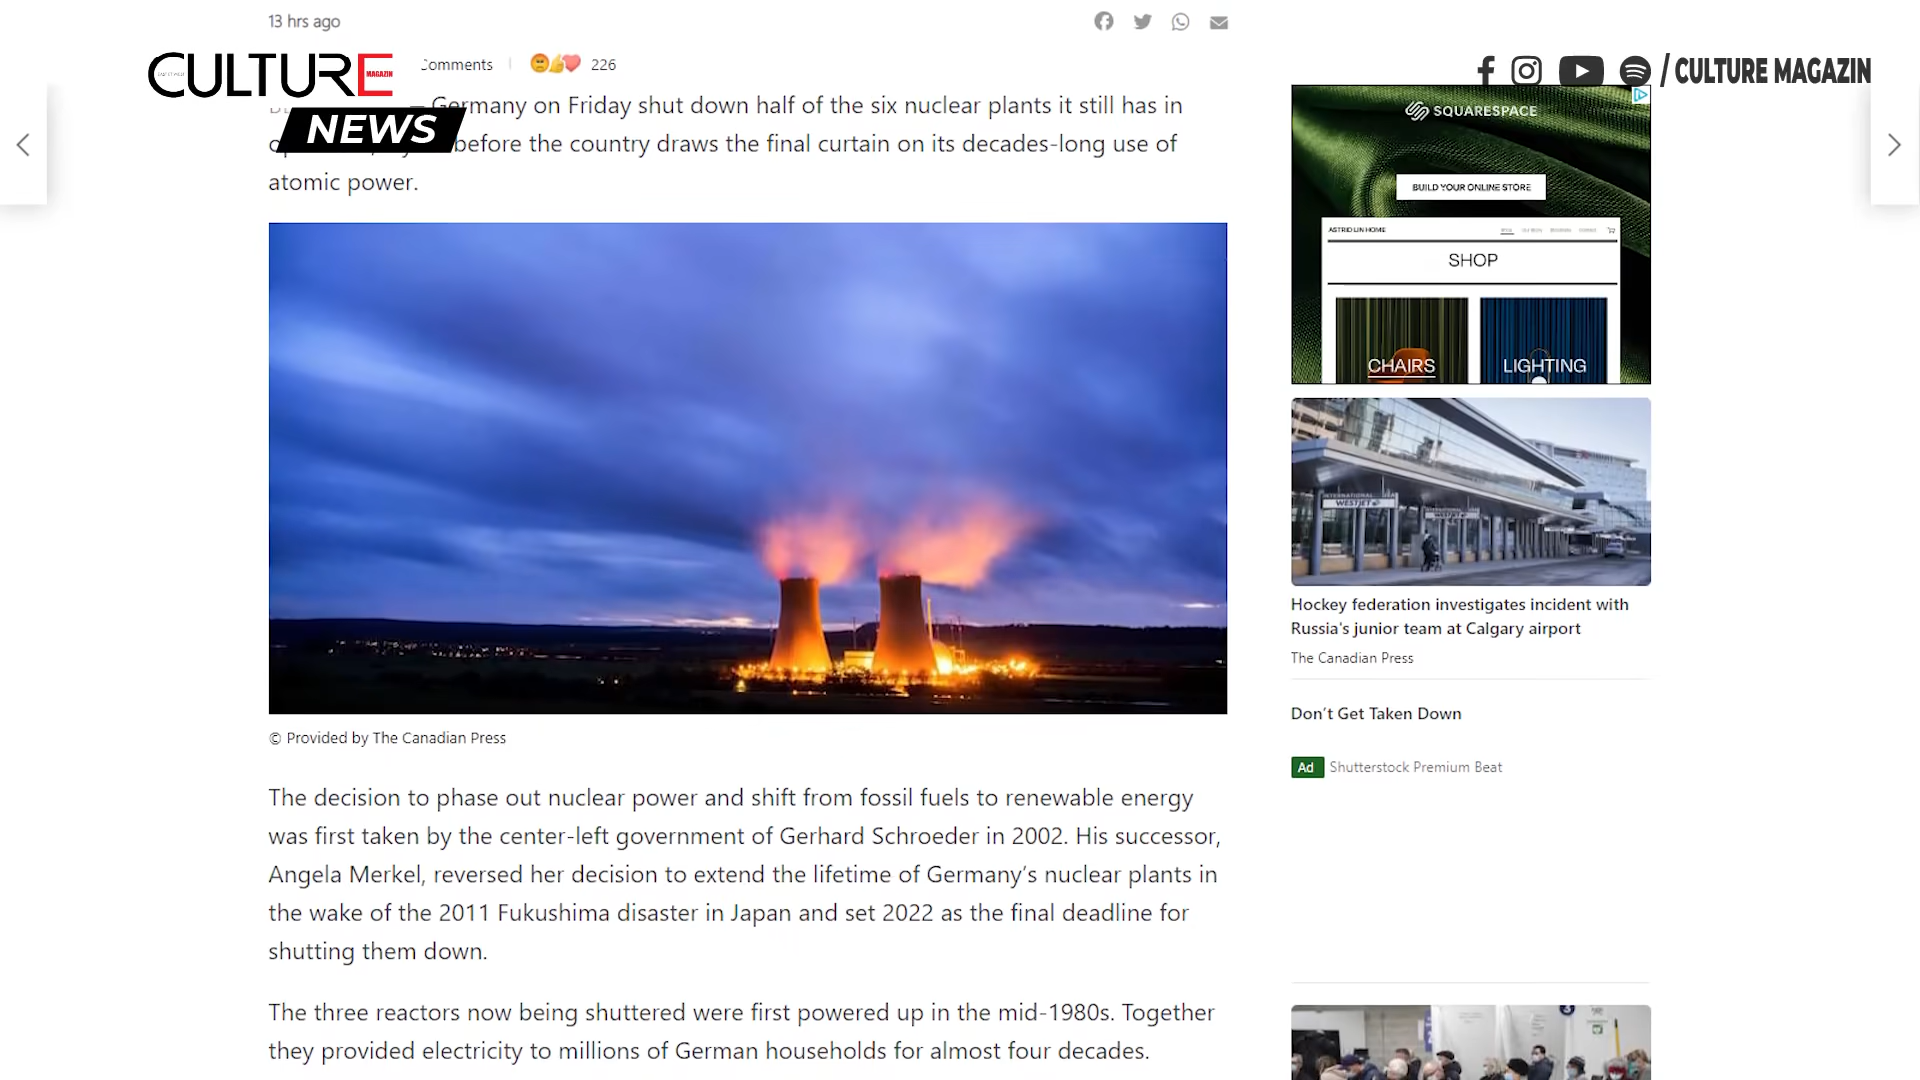 13 hrs ago
CULTURE
MAGAZIN
NEWS
Comments
226
/ CULTURE MAGAZIN
– Germany on Friday shut down half of the six nuclear plants it still has in
before the country draws the final curtain on its decades-long use of
atomic power.
© Provided by The Canadian Press
The decision to phase out nuclear power and shift from fossil fuels to renewable energy
was first taken by the center-left government of Gerhard Schroeder in 2002. His successor,
Angela Merkel, reversed her decision to extend the lifetime of Germany's nuclear plants in
the wake of the 2011 Fukushima disaster in Japan and set 2022 as the final deadline for
shutting them down.
The three reactors now being shuttered were first powered up in the mid-1980s. Together
they provided electricity to millions of German households for almost four decades.
SQUARESPACE
BUILD YOUR ONLINE STORE
ASTRID LIN HOME
SHOP
CHAIRS
LIGHTING
INTERNATIONAL
WESTJET
Hockey federation investigates incident with
Russia's junior team at Calgary airport
The Canadian Press
Don't Get Taken Down
Ad Shutterstock Premium Beat